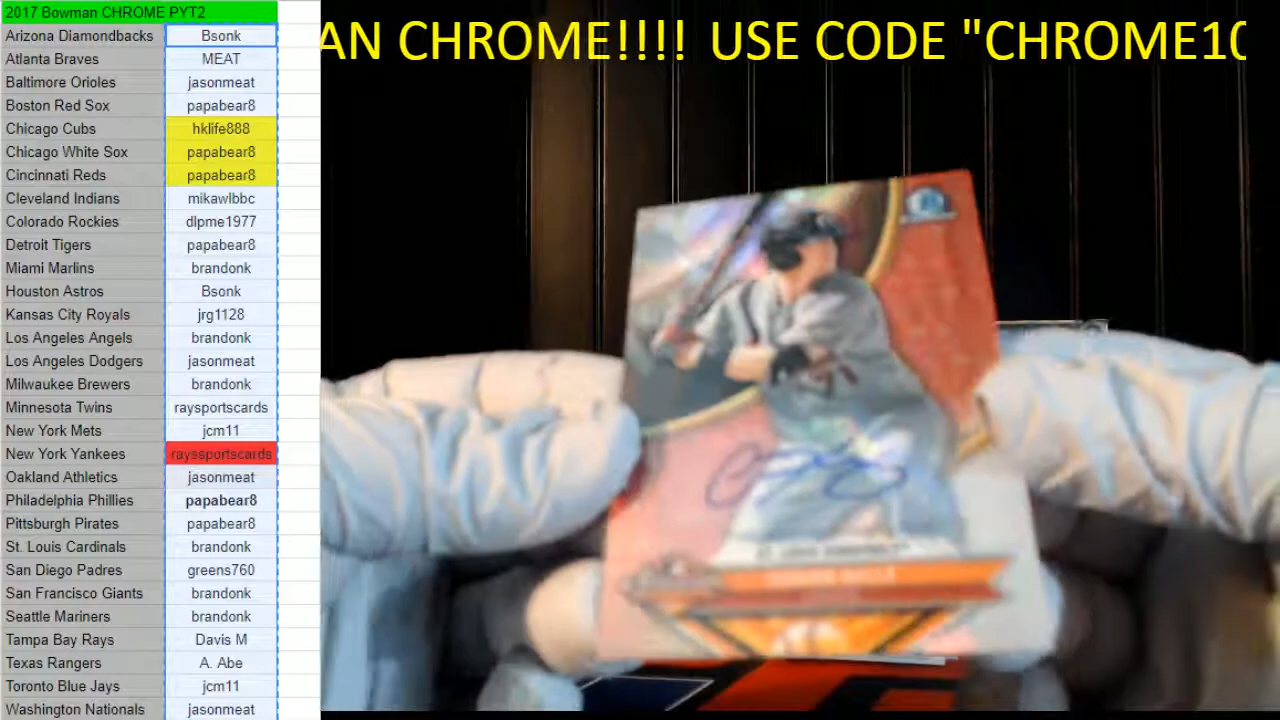 2017 Bowman CHROME PYT2
Arizona Diamondbacks Bsonk
Atlanta Braves MEAT
Baltimore Orioles jasonmeat
Boston Red Sox papabear8
Chicago Cubs hklife888
Chicago White Sox papabear8
Cincinnati Reds papabear8
Cleveland Indians mikawlbbc
Colorado Rockies dlpme1977
Detroit Tigers papabear8
Miami Marlins brandonk
Houston Astros Bsonk
Kansas City Royals jrg1128
Los Angeles Angels brandonk
Los Angeles Dodgers jasonmeat
Milwaukee Brewers brandonk
Minnesota Twins raysportscards
New York Mets jcm11
New York Yankees rayssportscards
Oakland Athletics jasonmeat
Philadelphia Phillies papabear8
Pittsburgh Pirates papabear8
St. Louis Cardinals brandonk
San Diego Padres greens760
San Francisco Giants brandonk
Seattle Mariners brandonk
Tampa Bay Rays Davis M
Texas Rangers A. Abe
Toronto Blue Jays jcm11
Washington Nationals jasonmeat
AN CHROME!!!! USE CODE "CHROME10